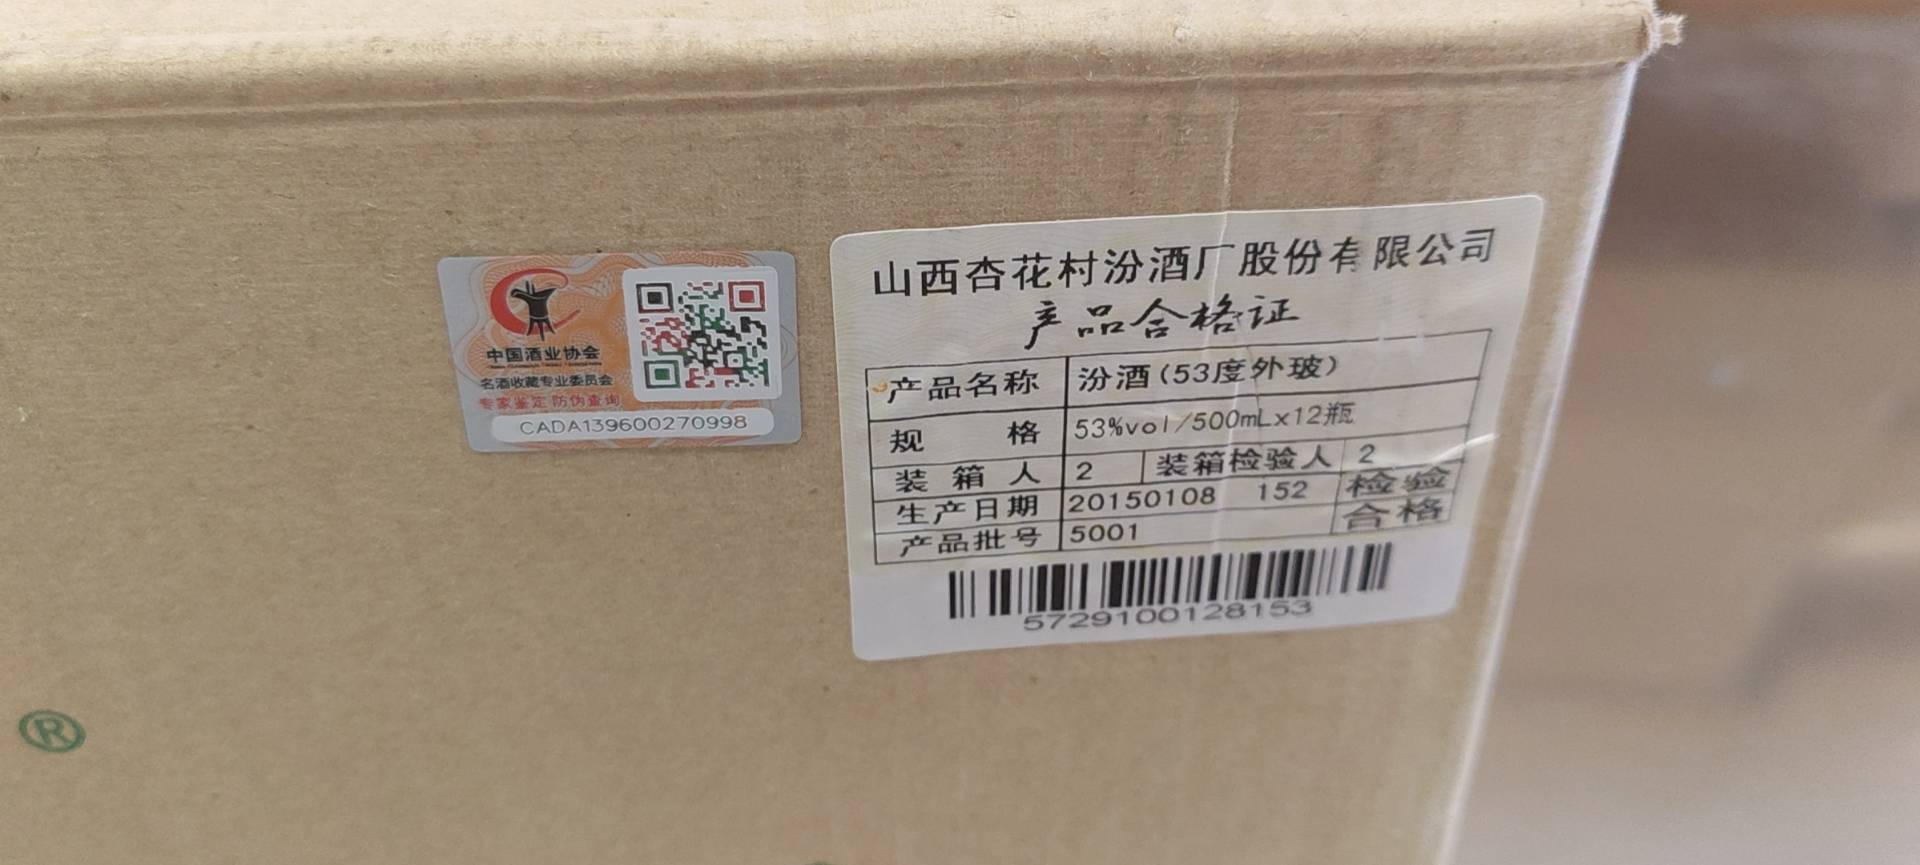 中国酒业协会
名酒收藏专业委员会
专家鉴定 防伪查询
CADA139600270998
山西杏花村汾酒厂股份有限公司
产品合格证
产品名称 汾酒(53度外玻)
规格 53%vol/500mLx12瓶
装箱人 2 装箱检验人 2
生产日期 20150108 152 检验
产品批号 5001 合格
5729100128153
®